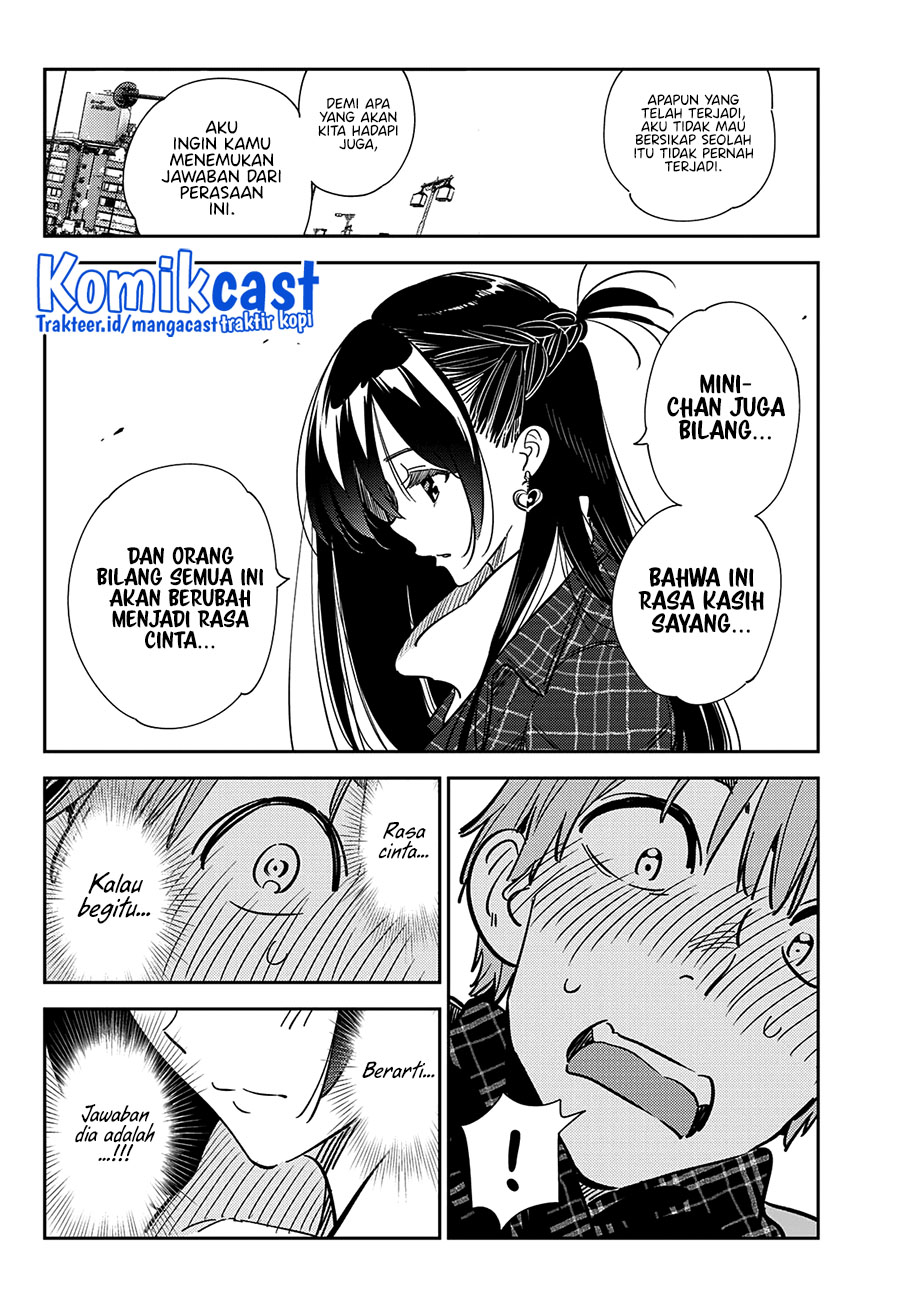 APAPUN YANG
TELAH TERJADI,
AKU TIDAK MAU
BERSIKAP SEOLAH
ITU TIDAK PERNAH
TERJADI.
DEMI APA
YANG AKAN
KITA HADAPI
JUGA,
AKU
INGIN KAMU
MENEMUKAN
JAWABAN DARI
PERASAAN
INI.
Komikcast
Trakteer.id/mangacast traktir kopi
MINI-
CHAN JUGA
BILANG...
BAHWA INI
RASA KASIH
SAYANG...
DAN ORANG
BILANG SEMUA INI
AKAN BERUBAH
MENJADI RASA
CINTA...
!
Rasa
cinta...
Kalau
begitu...
Berarti...
Jawaban
dia adalah
...!!!